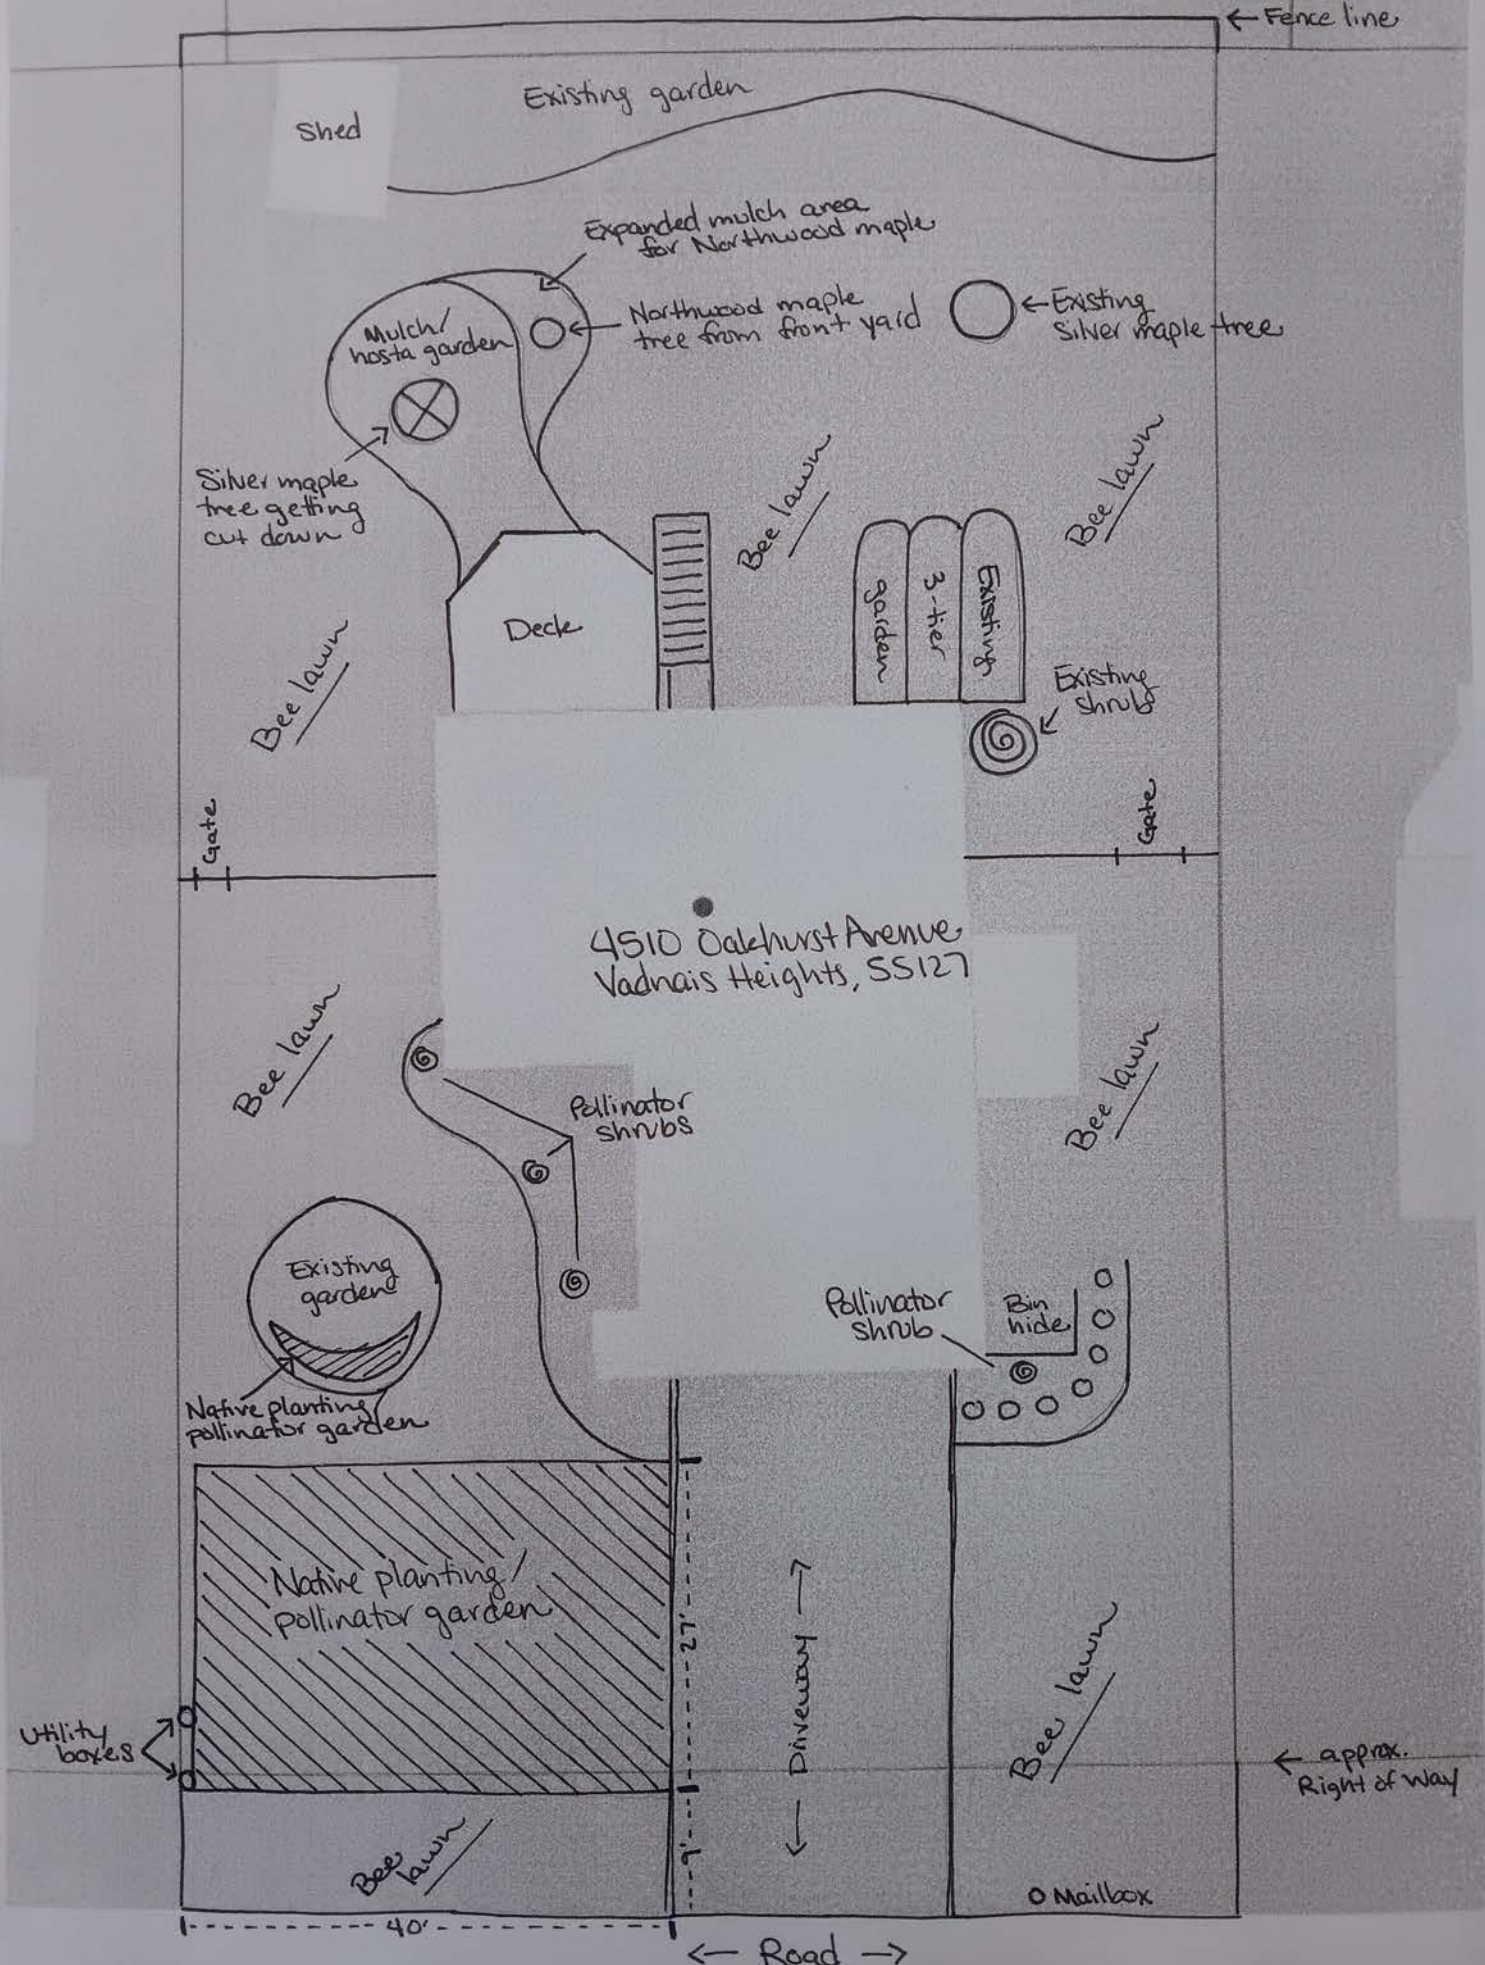 ← Fence line
Existing garden
Shed
Expanded mulch area
for Northwood maple
Mulch/
hosta garden
Northwood maple
tree from front yard
←Existing
Silver maple tree
Silver maple
tree getting
cut down
Bee lawn
Bee lawn
Deck
garden
3-tier
Existing
Bee lawn
Existing
shrub
Gate
Gate
4510 Oakhurst Avenue
Vadnais Heights, 55127
Bee lawn
Bee lawn
Pollinator
shrubs
Existing
garden
Pollinator
shrub
Bin
hide
Native planting/
pollinator garden
Native planting/
pollinator garden
27'
← Driveway →
Bee lawn
Utility
boxes
← approx.
Right of Way
Bee
lawn
9'
Mailbox
40'
← Road →